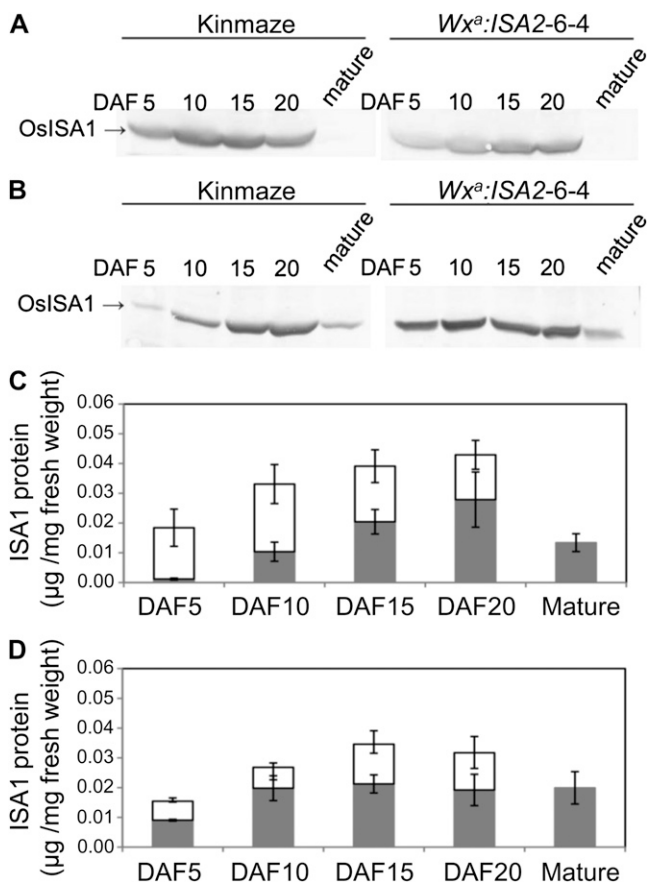 A
Kinmaze Wxᵃ:ISA2-6-4
DAF 5 10 15 20 mature DAF 5 10 15 20 mature
OsISA1 →
B
Kinmaze Wxᵃ:ISA2-6-4
DAF 5 10 15 20 mature DAF 5 10 15 20 mature
OsISA1 →
C
ISA1 protein
(µg /mg fresh weight)
0.06
0.05
0.04
0.03
0.02
0.01
0.00
DAF5 DAF10 DAF15 DAF20 Mature
D
ISA1 protein
(µg /mg fresh weight)
0.06
0.05
0.04
0.03
0.02
0.01
0.00
DAF5 DAF10 DAF15 DAF20 Mature